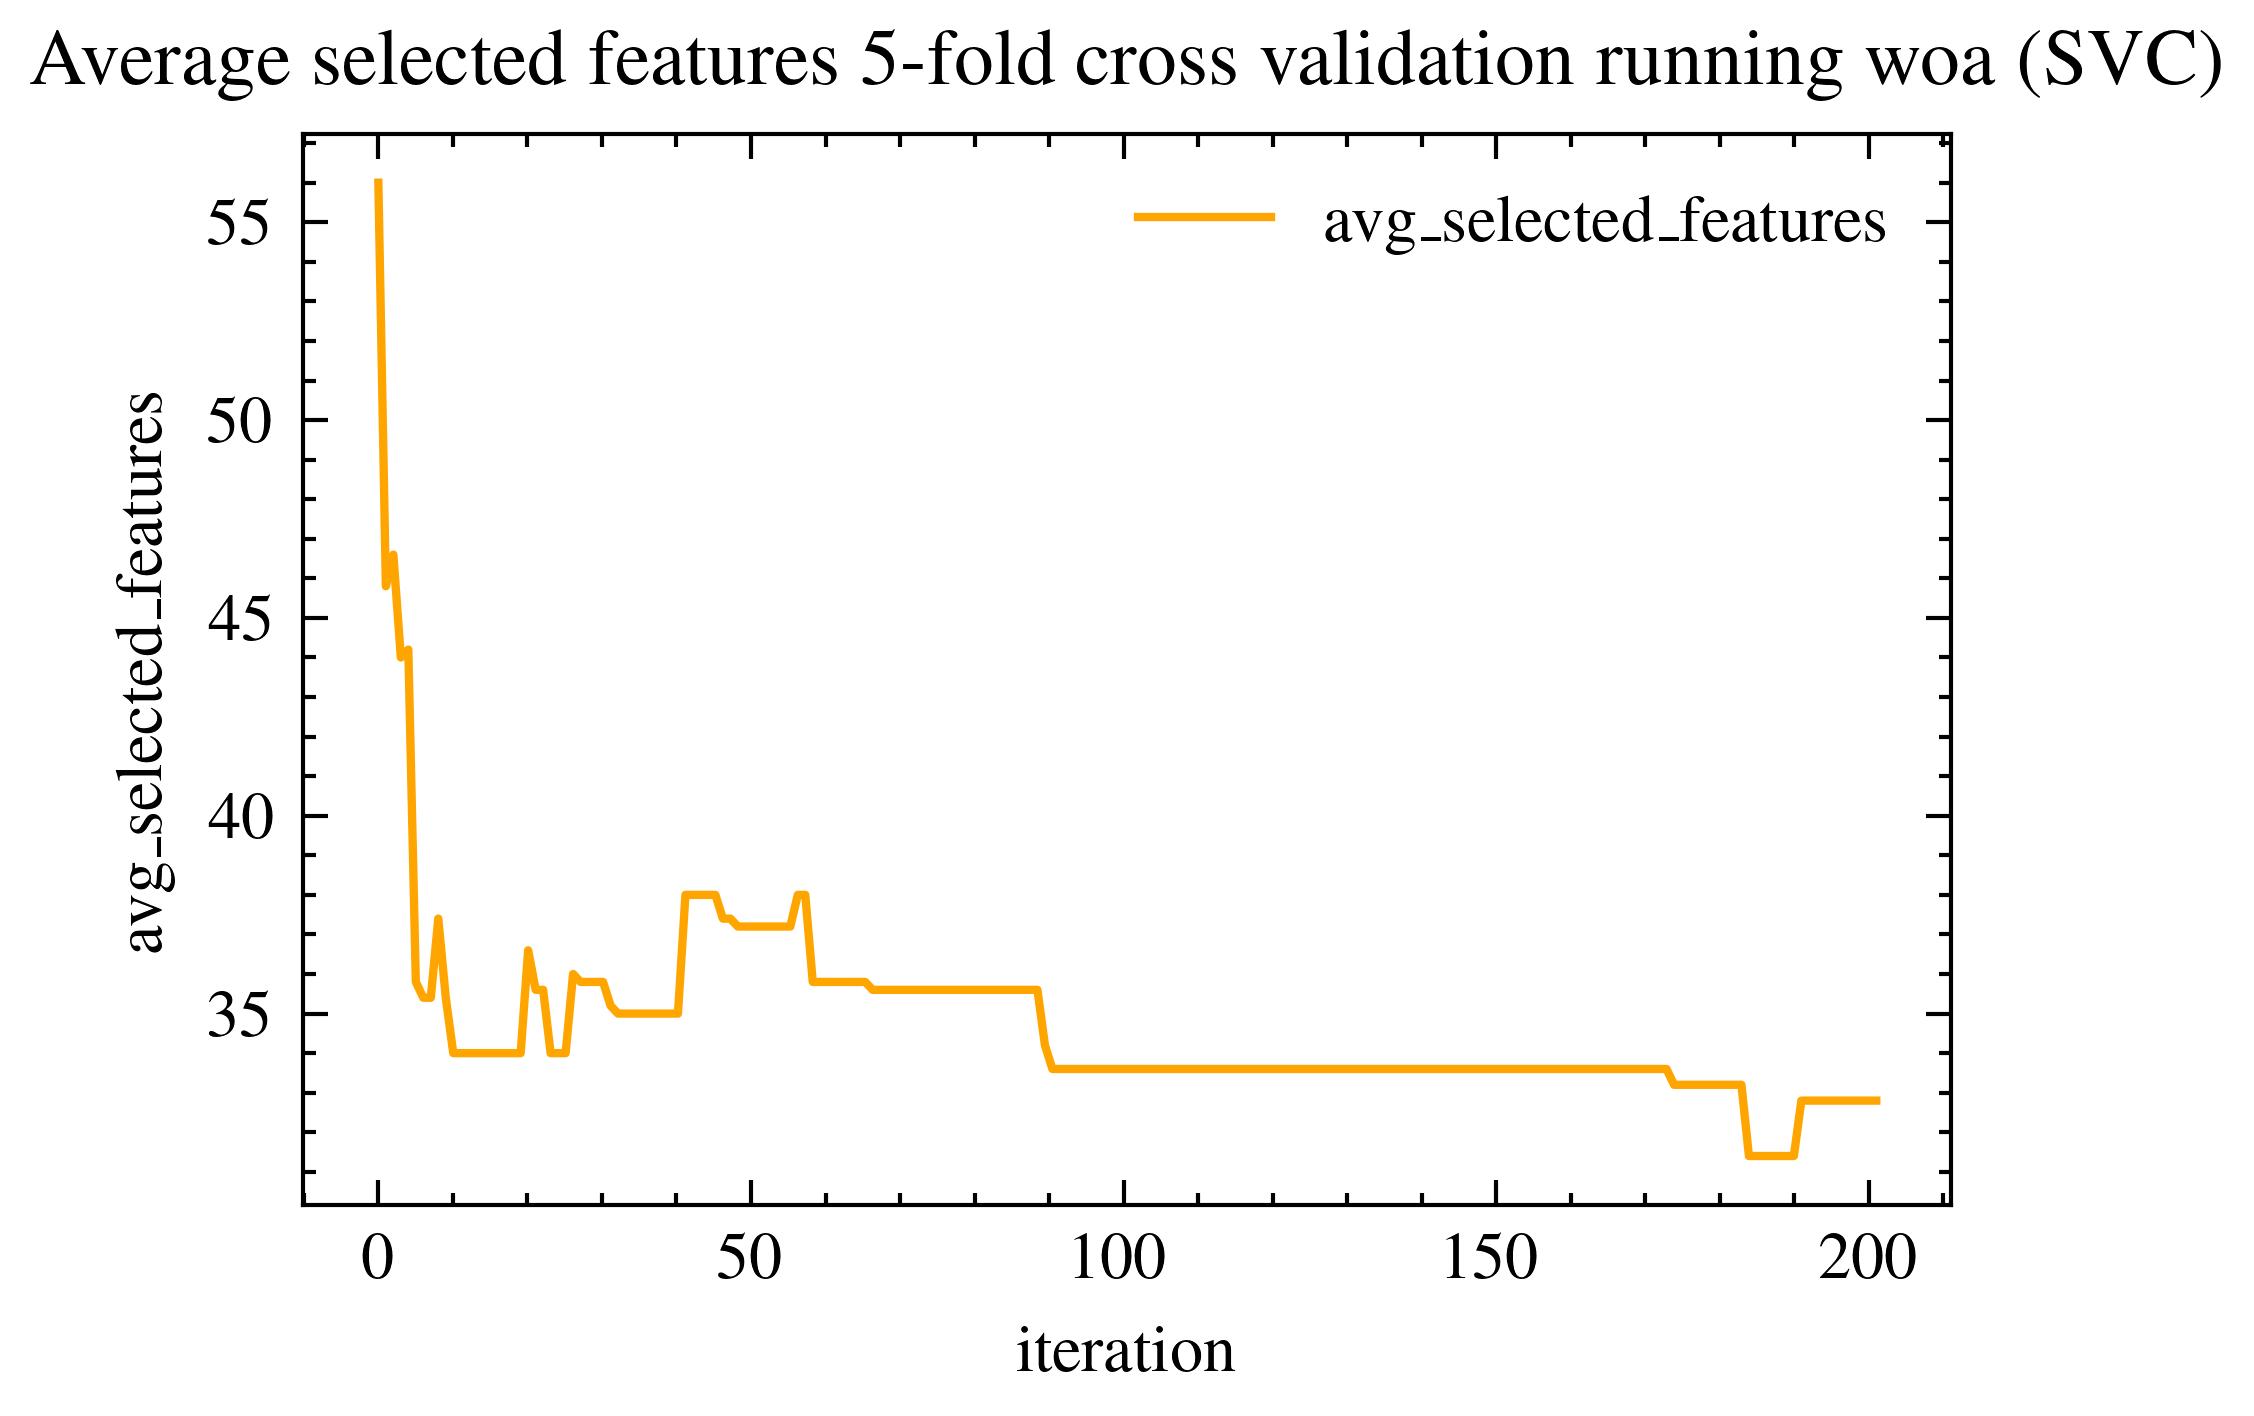 Average selected features 5-fold cross validation running woa (SVC)
avg_selected_features
55
50
45
40
35
avg_selected_features
0 50 100 150 200
iteration